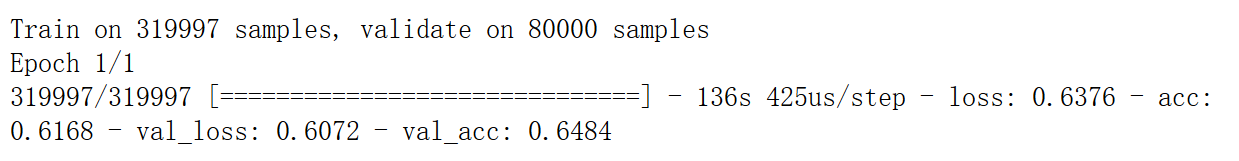 Train on 319997 samples, validate on 80000 samples
Epoch 1/1
319997/319997 [==============================] - 136s 425us/step - loss: 0.6376 - acc:
0.6168 - val_loss: 0.6072 - val_acc: 0.6484